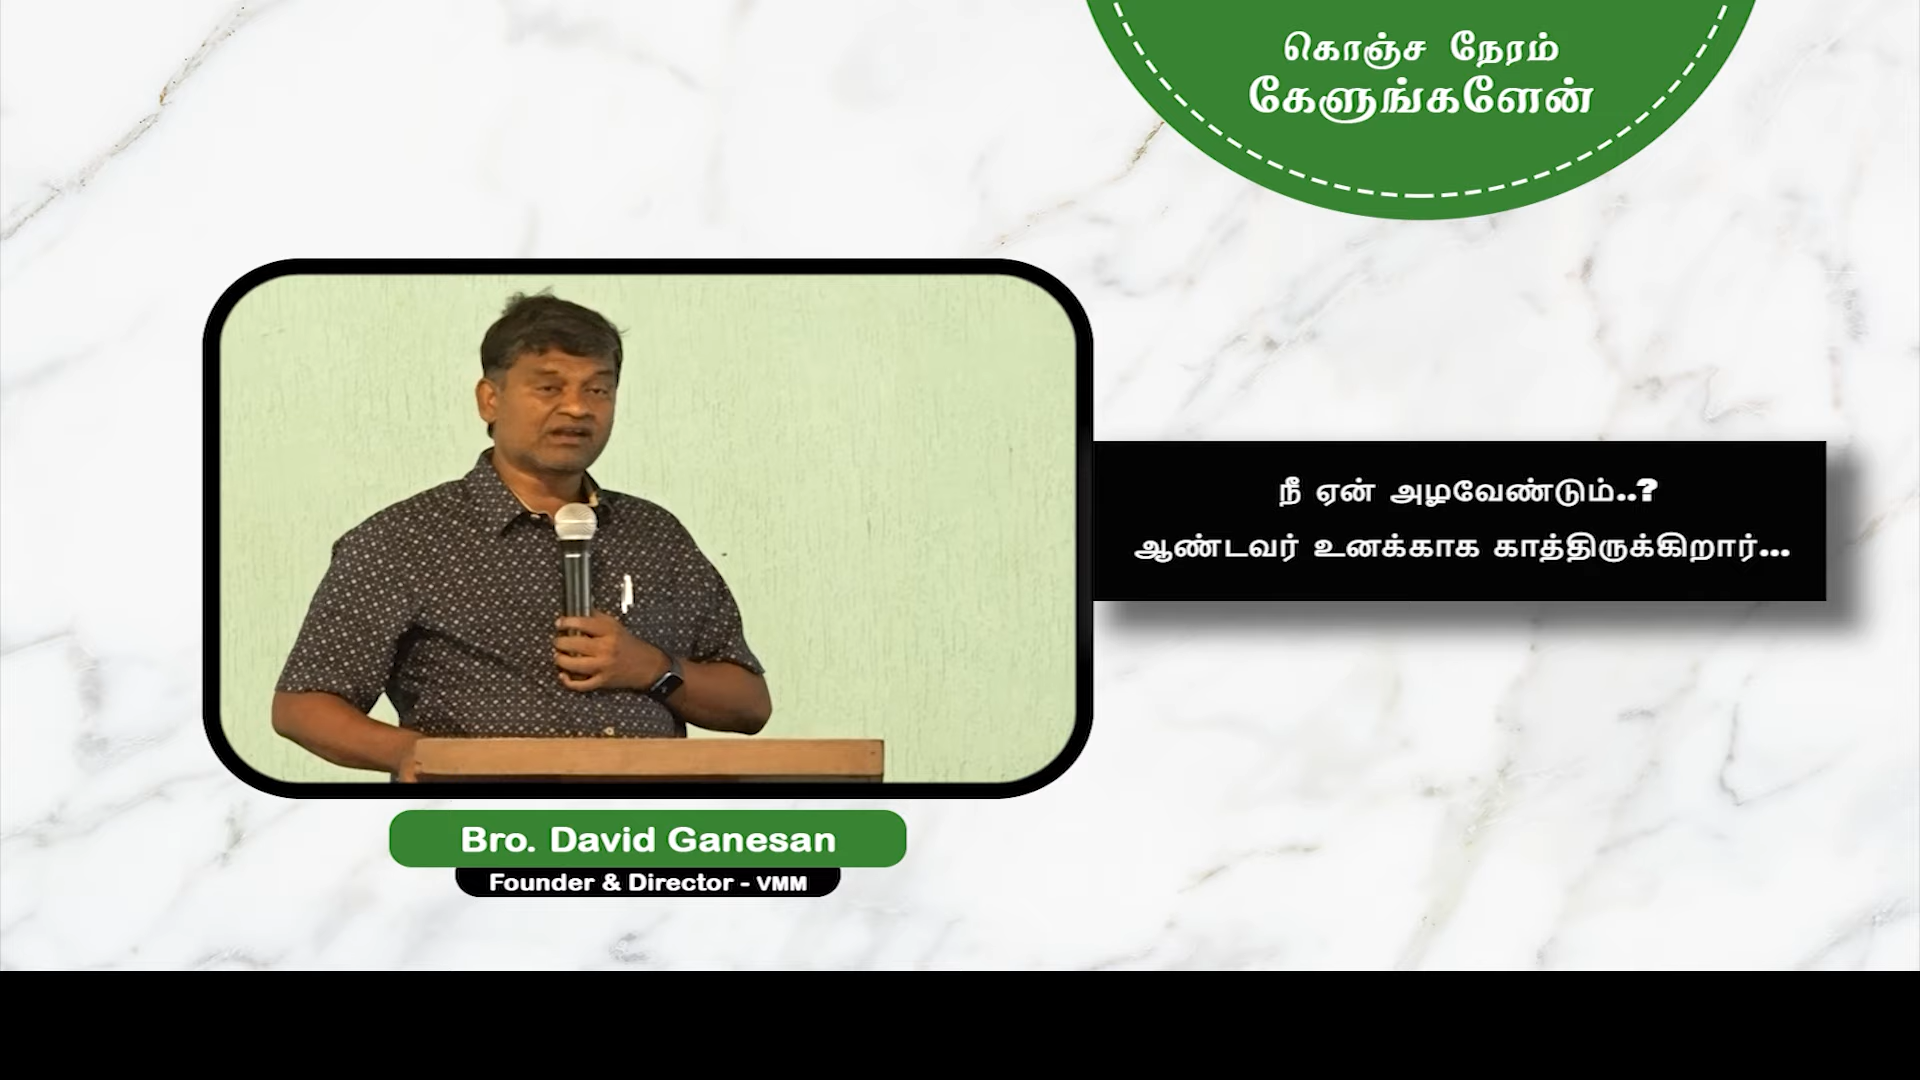 கொஞ்ச நேரம்
கேளுங்களேன்
நீ ஏன் அழவேண்டும்..?
ஆண்டவர் உனக்காக காத்திருக்கிறார்...
Bro. David Ganesan
Founder & Director - VMM